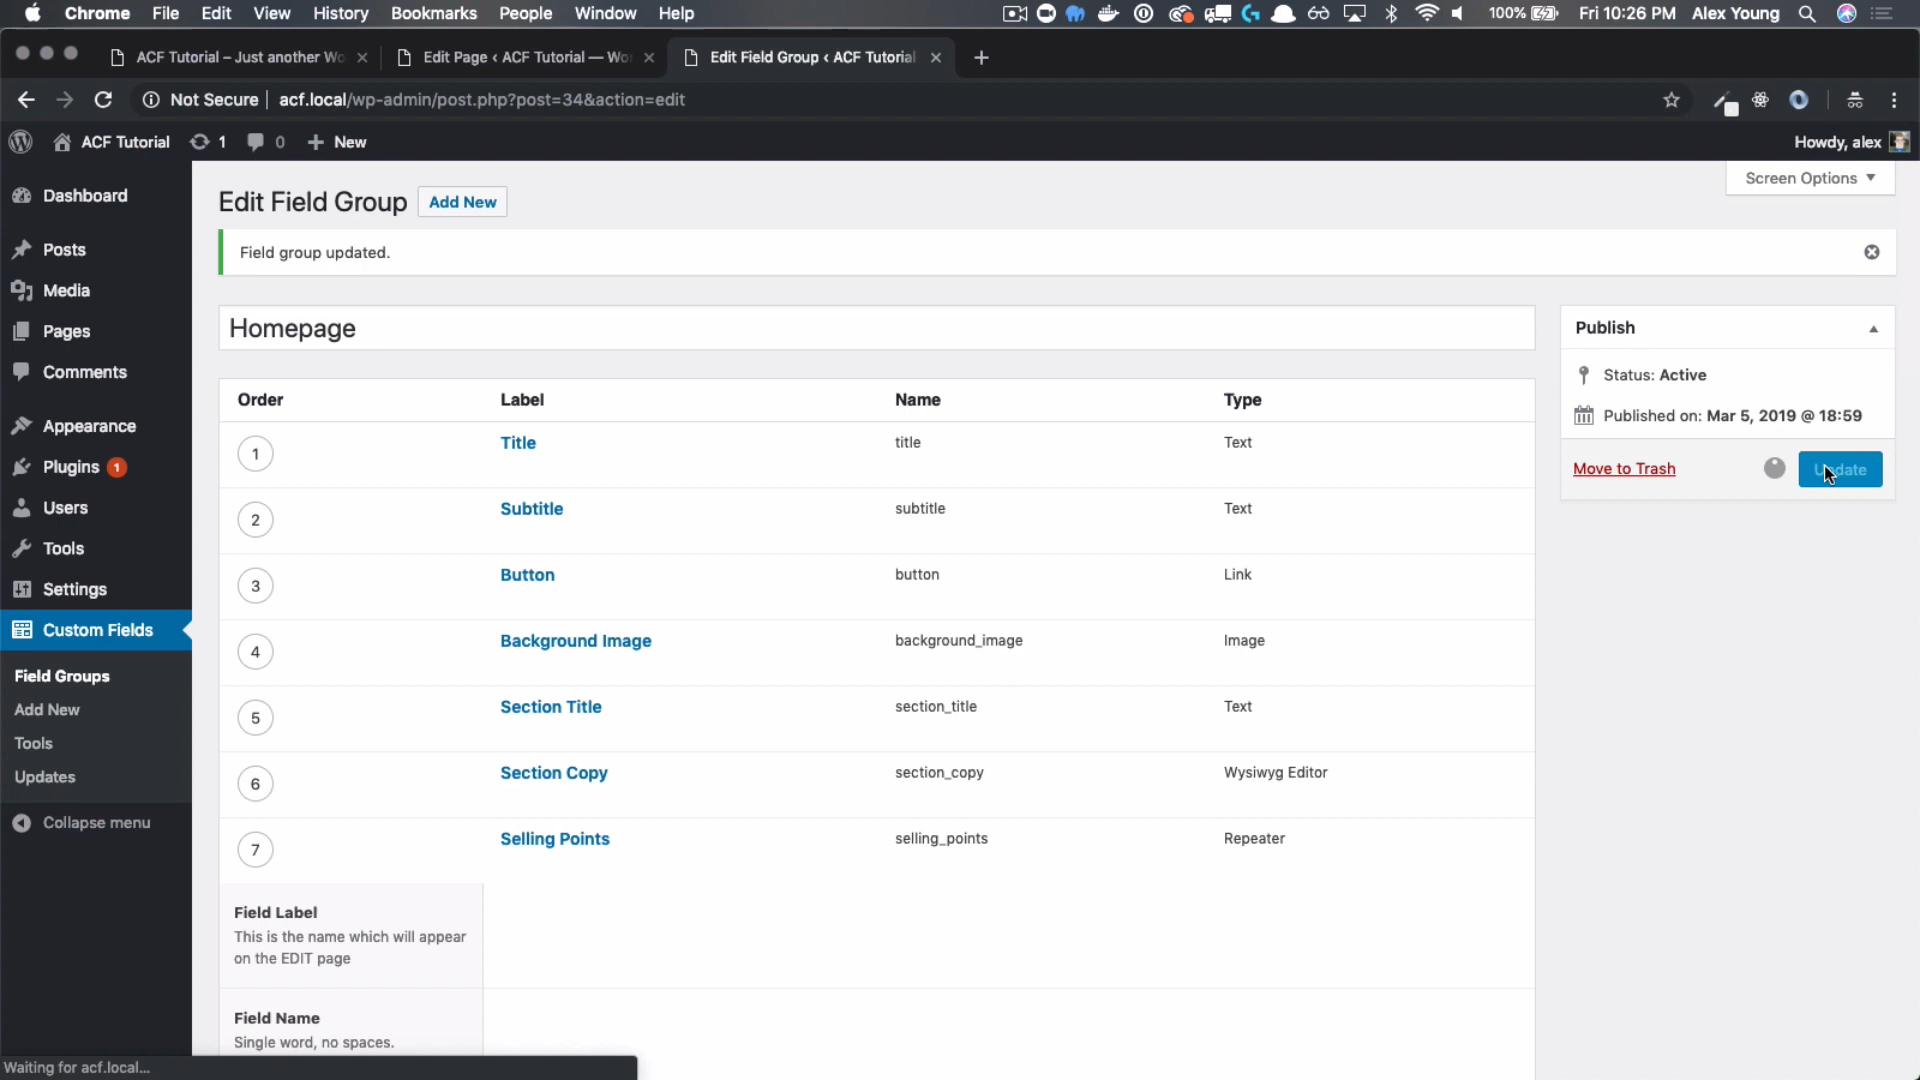 Chrome File Edit View History Bookmarks People Window Help 100% Fri 10:26 PM Alex Young
ACF Tutorial – Just another Wo Edit Page ‹ ACF Tutorial — Wor Edit Field Group ‹ ACF Tutorial
Not Secure acf.local/wp-admin/post.php?post=34&action=edit
ACF Tutorial 1 0 + New Howdy, alex
Screen Options
Dashboard
Posts
Media
Pages
Comments
Appearance
Plugins 1
Users
Tools
Settings
Custom Fields
Field Groups
Add New
Tools
Updates
Collapse menu
Edit Field Group Add New
Field group updated.
Homepage
Order Label Name Type
1 Title title Text
2 Subtitle subtitle Text
3 Button button Link
4 Background Image background_image Image
5 Section Title section_title Text
6 Section Copy section_copy Wysiwyg Editor
7 Selling Points selling_points Repeater
Field Label
This is the name which will appear
on the EDIT page
Field Name
Single word, no spaces.
Publish
Status: Active
Published on: Mar 5, 2019 @ 18:59
Move to Trash Update
Waiting for acf.local...